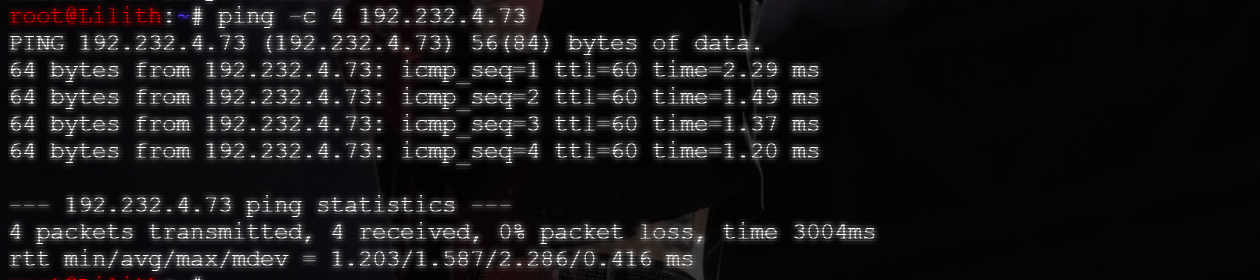 root@Lilith:~# ping -c 4 192.232.4.73
PING 192.232.4.73 (192.232.4.73) 56(84) bytes of data.
64 bytes from 192.232.4.73: icmp_seq=1 ttl=60 time=2.29 ms
64 bytes from 192.232.4.73: icmp_seq=2 ttl=60 time=1.49 ms
64 bytes from 192.232.4.73: icmp_seq=3 ttl=60 time=1.37 ms
64 bytes from 192.232.4.73: icmp_seq=4 ttl=60 time=1.20 ms
--- 192.232.4.73 ping statistics ---
4 packets transmitted, 4 received, 0% packet loss, time 3004ms
rtt min/avg/max/mdev = 1.203/1.587/2.286/0.416 ms